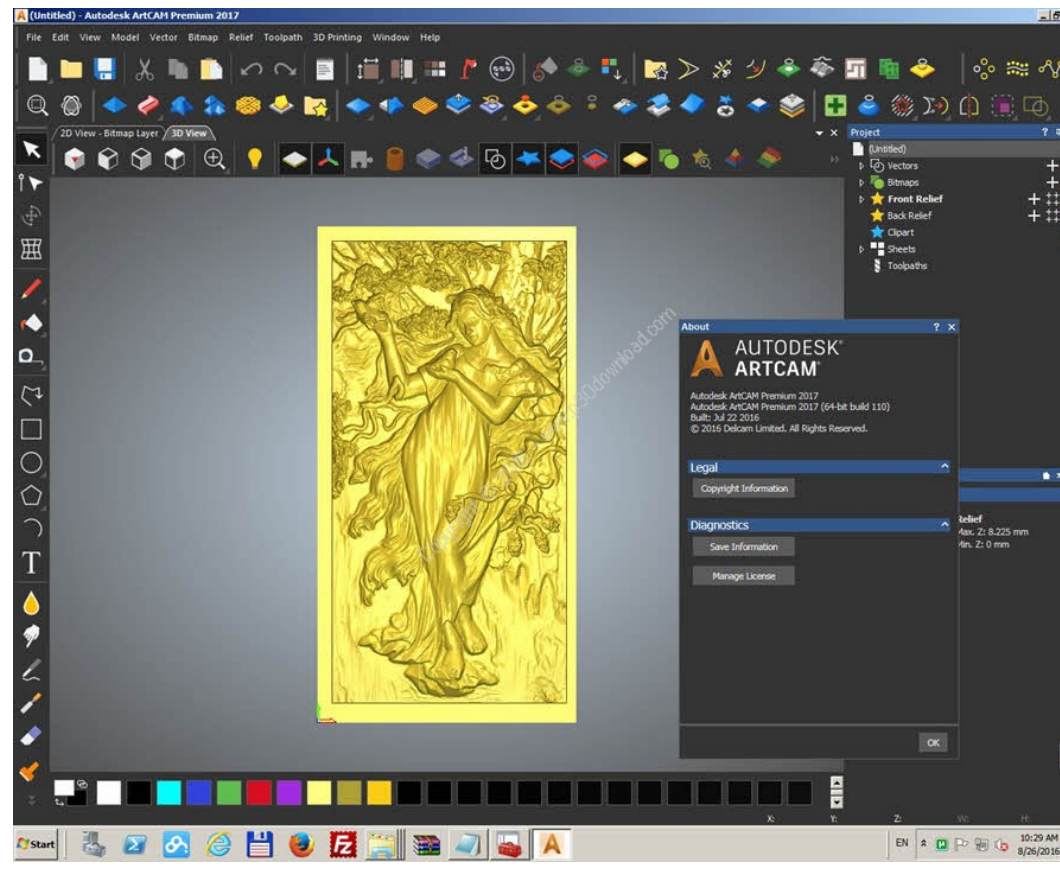 (Untitled) - Autodesk ArtCAM Premium 2017
File Edit View Model Vector Bitmap Relief Toolpath 3D Printing Window Help
2D View - Bitmap Layer 3D View
Project
(Untitled)
Vectors
Bitmaps
Front Relief
Back Relief
Clipart
Sheets
Toolpaths
About
AUTODESK®
ARTCAM®
Autodesk ArtCAM Premium 2017
Autodesk ArtCAM Premium 2017 (64-bit build 110)
Built: Jul 22 2016
© 2016 Delcam Limited. All Rights Reserved.
Legal
Copyright Information
Diagnostics
Save Information
Manage License
OK
Relief
Max. Z: 8.225 mm
Min. Z: 0 mm
X: Y: Z: W: H:
Start
EN
10:29 AM
8/26/2016